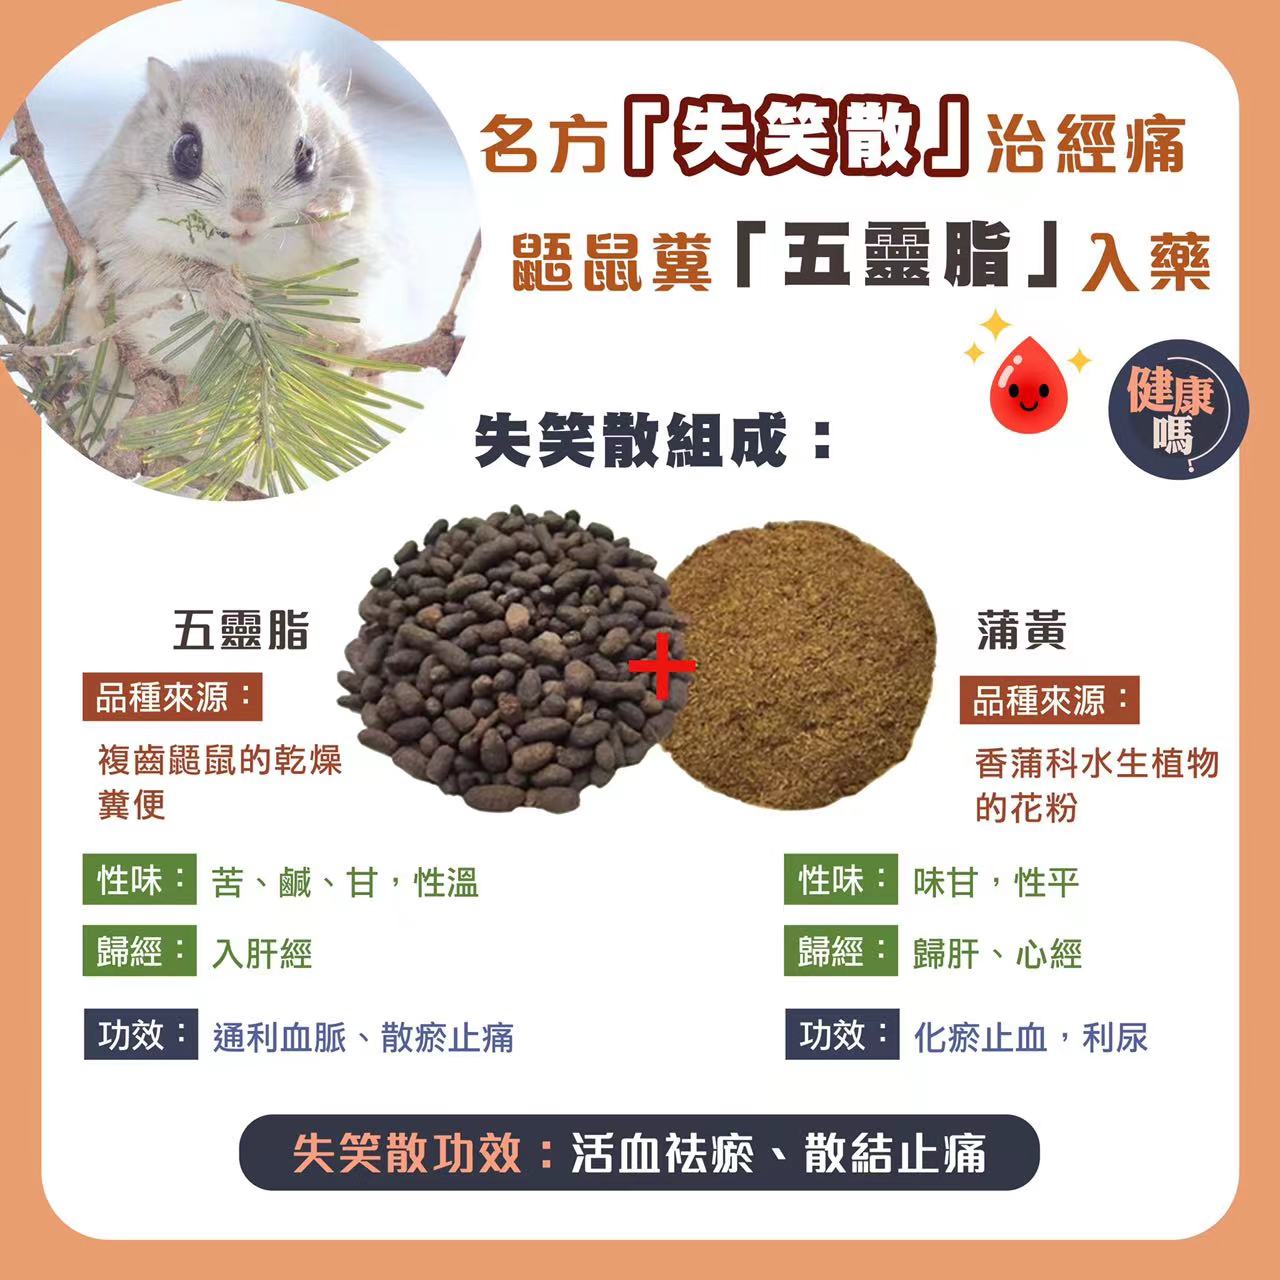 名方「失笑散」治經痛
鼯鼠糞「五靈脂」入藥
健康
嗎
失笑散組成：
五靈脂
蒲黃
品種來源：
複齒鼯鼠的乾燥
糞便
品種來源：
香蒲科水生植物
的花粉
性味：苦、鹹、甘，性溫
歸經：入肝經
功效：通利血脈、散瘀止痛
性味：味甘，性平
歸經：歸肝、心經
功效：化瘀止血，利尿
失笑散功效：活血祛瘀、散結止痛